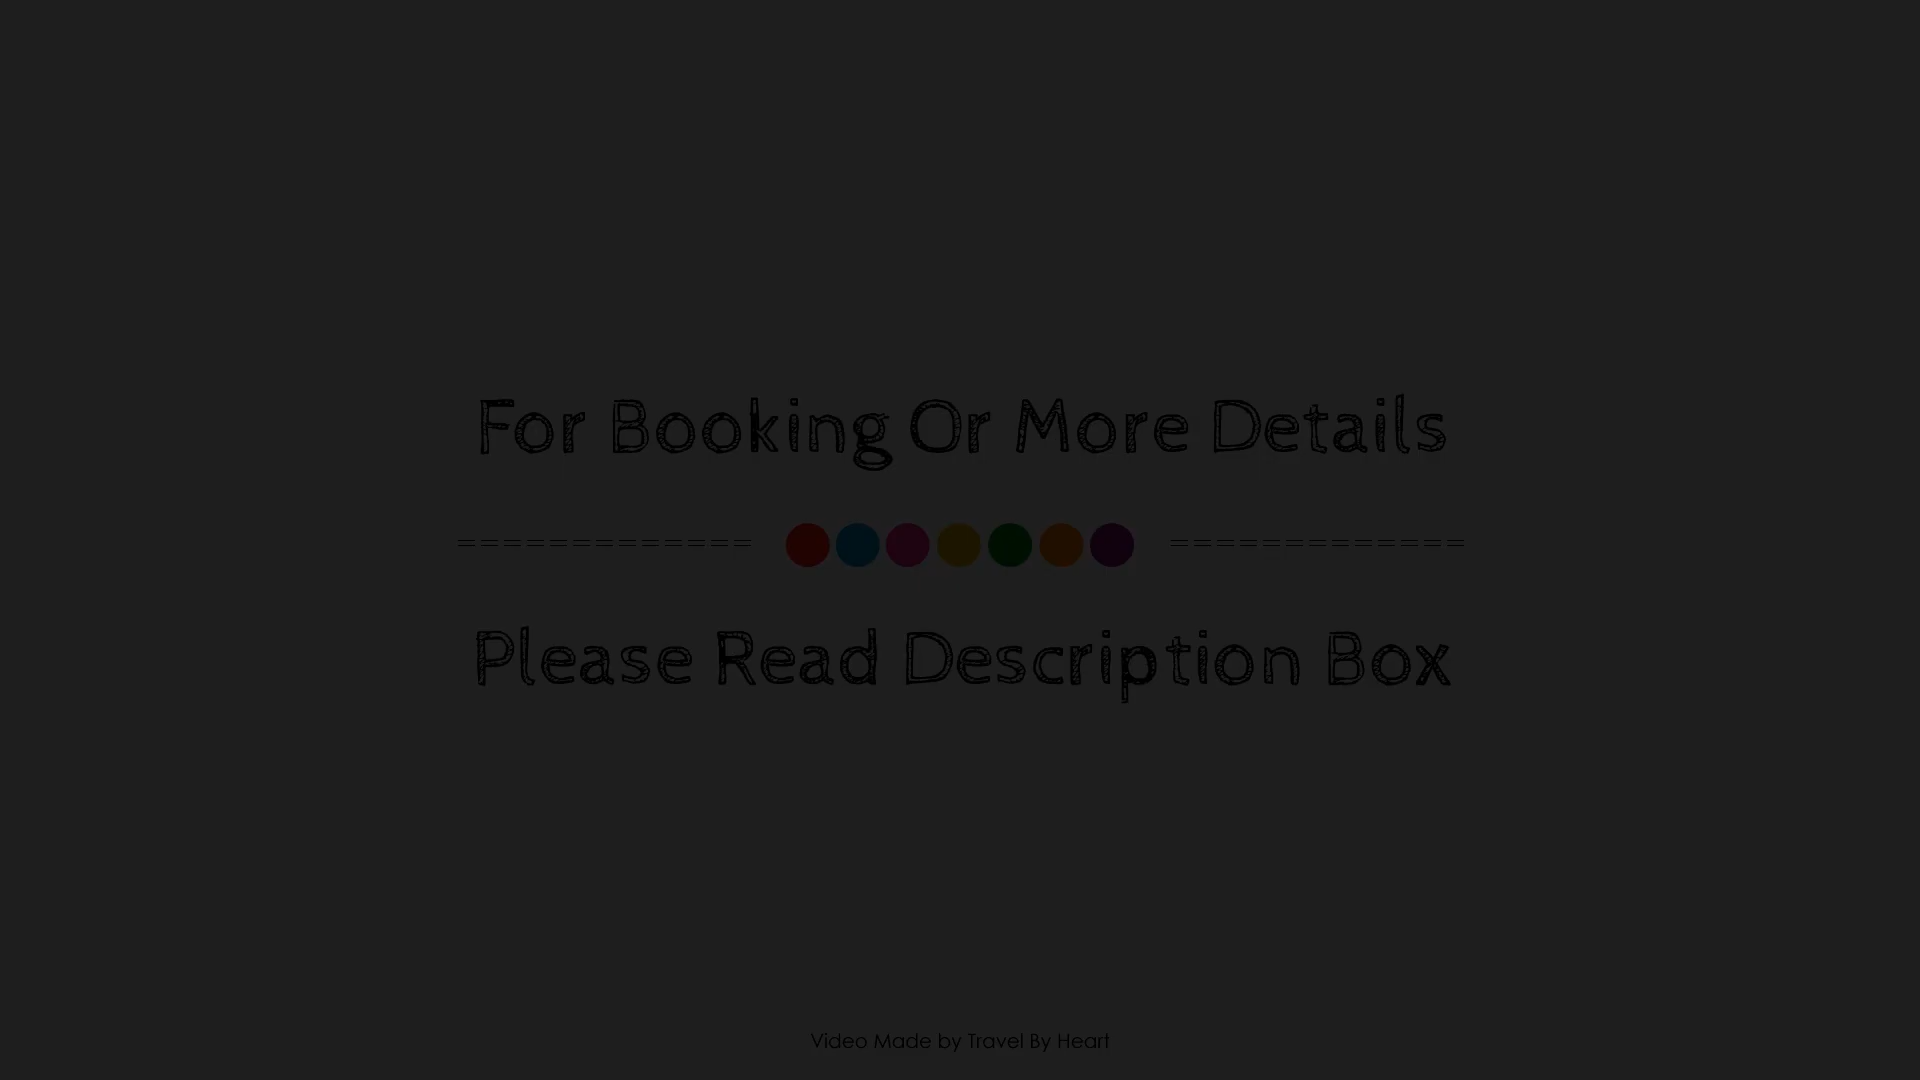 For Booking Or More Details
============= =============
Please Read Description Box
Video Made by Travel By Heart